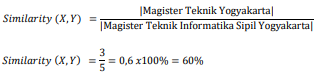 Similarity (X,Y) = |Magister Teknik Yogyakarta| / |Magister Teknik Informatika Sipil Yogyakarta|
Similarity (X,Y) = 3/5 = 0,6 x100% = 60%